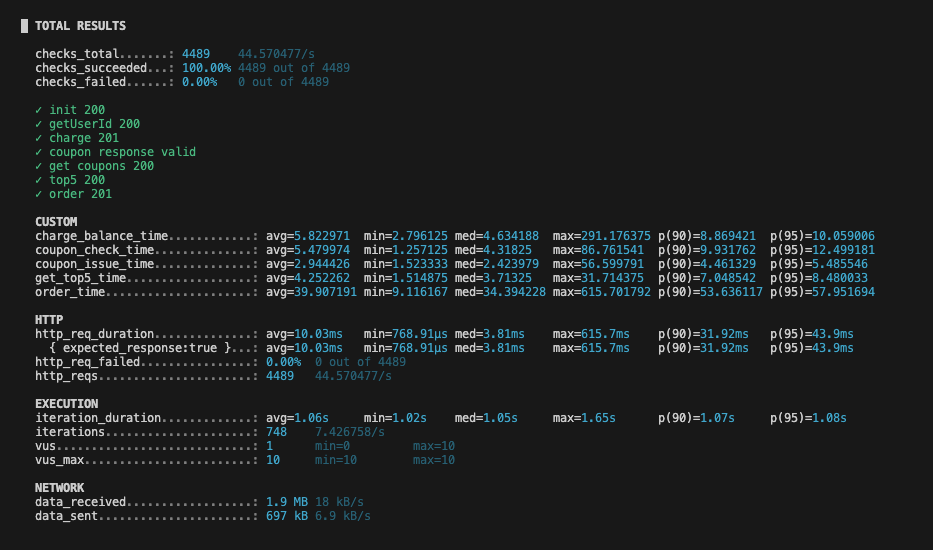 TOTAL RESULTS
checks_total.......: 4489 44.570477/s
checks_succeeded...: 100.00% 4489 out of 4489
checks_failed......: 0.00% 0 out of 4489
✓ init 200
✓ getUserId 200
✓ charge 201
✓ coupon response valid
✓ get coupons 200
✓ top5 200
✓ order 201
CUSTOM
charge_balance_time............: avg=5.822971 min=2.796125 med=4.634188 max=291.176375 p(90)=8.869421 p(95)=10.059006
coupon_check_time..............: avg=5.479974 min=1.257125 med=4.31825 max=86.761541 p(90)=9.931762 p(95)=12.499181
coupon_issue_time..............: avg=2.944426 min=1.523333 med=2.423979 max=56.599791 p(90)=4.461329 p(95)=5.485546
get_top5_time..................: avg=4.252262 min=1.514875 med=3.71325 max=31.714375 p(90)=7.048542 p(95)=8.480033
order_time.....................: avg=39.907191 min=9.116167 med=34.394228 max=615.701792 p(90)=53.636117 p(95)=57.951694
HTTP
http_req_duration..............: avg=10.03ms min=768.91µs med=3.81ms max=615.7ms p(90)=31.92ms p(95)=43.9ms
{ expected_response:true }...: avg=10.03ms min=768.91µs med=3.81ms max=615.7ms p(90)=31.92ms p(95)=43.9ms
http_req_failed................: 0.00% 0 out of 4489
http_reqs......................: 4489 44.570477/s
EXECUTION
iteration_duration.............: avg=1.06s min=1.02s med=1.05s max=1.65s p(90)=1.07s p(95)=1.08s
iterations.....................: 748 7.426758/s
vus............................: 1 min=0 max=10
vus_max........................: 10 min=10 max=10
NETWORK
data_received..................: 1.9 MB 18 kB/s
data_sent......................: 697 kB 6.9 kB/s